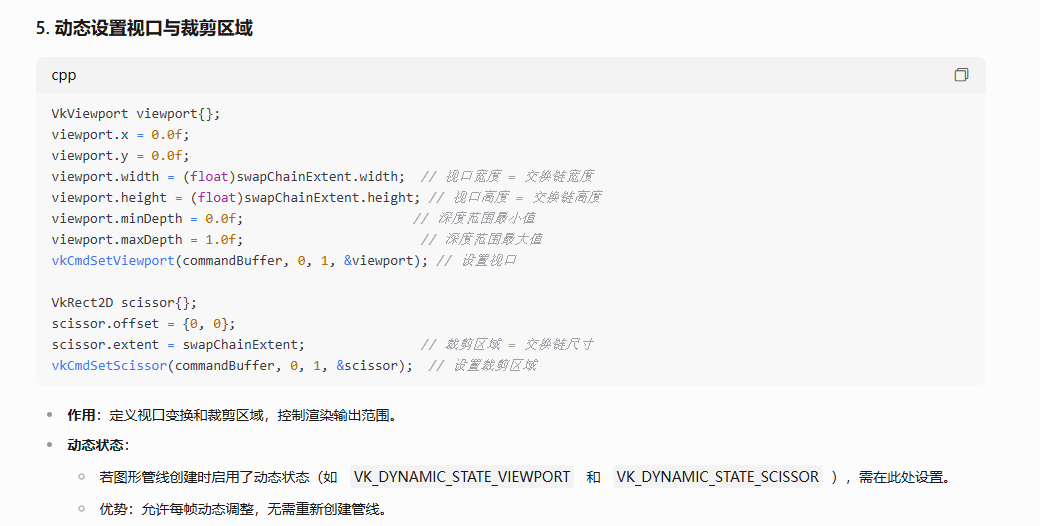 5. 动态设置视口与裁剪区域
cpp
VkViewport viewport{};
viewport.x = 0.0f;
viewport.y = 0.0f;
viewport.width = (float)swapChainExtent.width;  // 视口宽度 = 交换链宽度
viewport.height = (float)swapChainExtent.height; // 视口高度 = 交换链高度
viewport.minDepth = 0.0f;                      // 深度范围最小值
viewport.maxDepth = 1.0f;                       // 深度范围最大值
vkCmdSetViewport(commandBuffer, 0, 1, &viewport); // 设置视口
VkRect2D scissor{};
scissor.offset = {0, 0};
scissor.extent = swapChainExtent;               // 裁剪区域 = 交换链尺寸
vkCmdSetScissor(commandBuffer, 0, 1, &scissor);  // 设置裁剪区域
作用：定义视口变换和裁剪区域，控制渲染输出范围。
动态状态：
若图形管线创建时启用了动态状态（如 VK_DYNAMIC_STATE_VIEWPORT 和 VK_DYNAMIC_STATE_SCISSOR ），需在此处设置。
优势：允许每帧动态调整，无需重新创建管线。